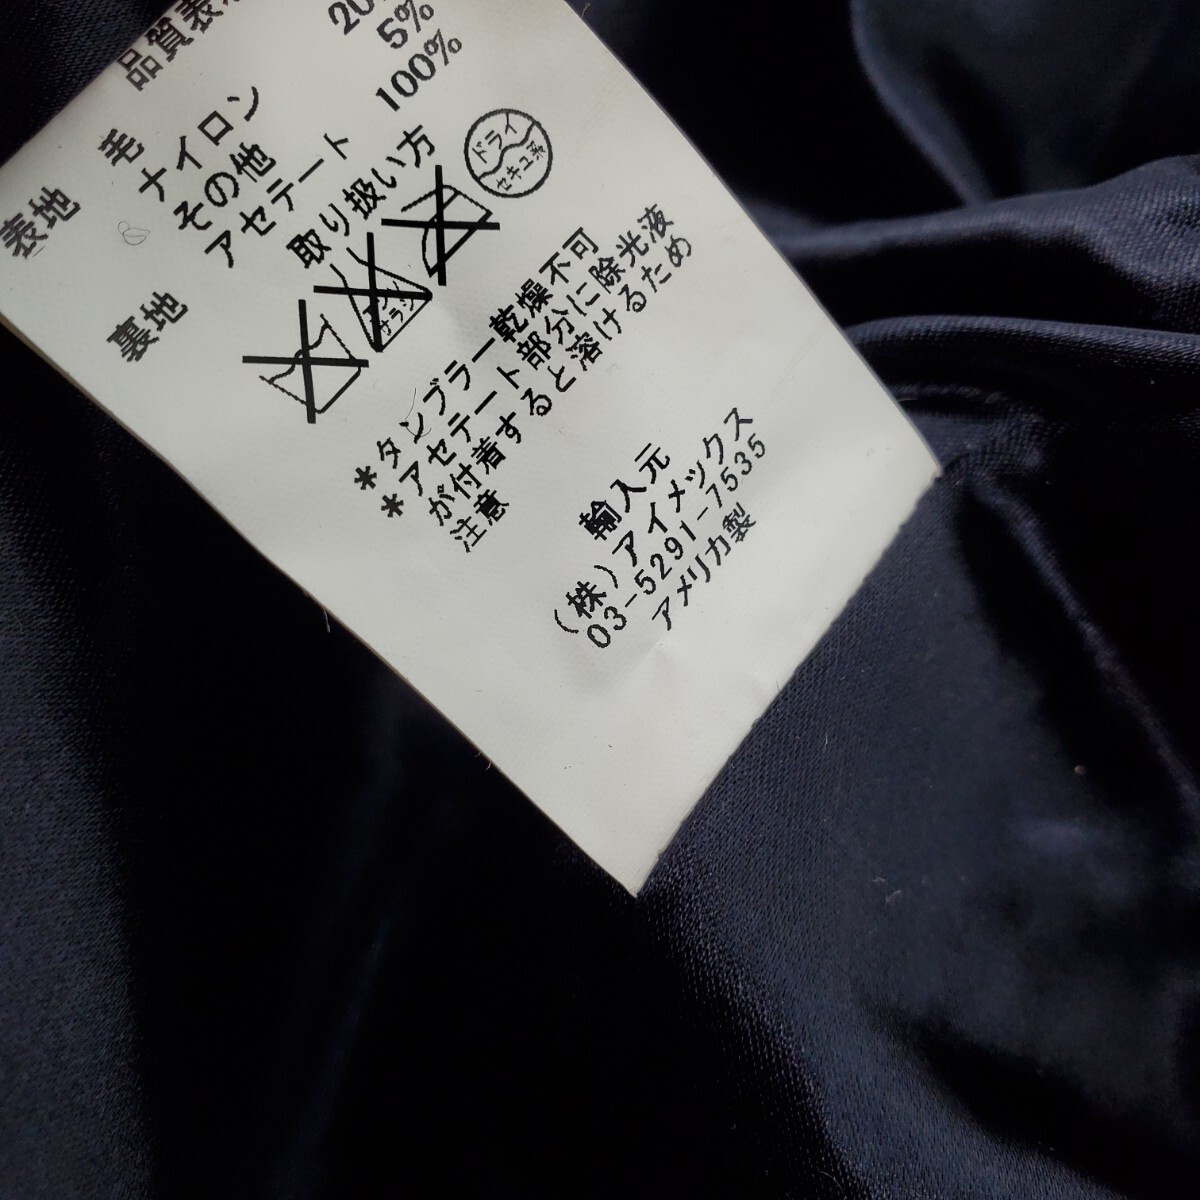 品質表
表地 毛
ナイロン 20
その他 5%
裏地 アセテート 100%
取り扱い方
ドライ
セキユ系
サラシ
*タンブラー乾燥不可
*アセテート部分に除光液
が付着すると溶けるため
注意
輸入元
(株)アイメックス
03-5291-7535
アメリカ製